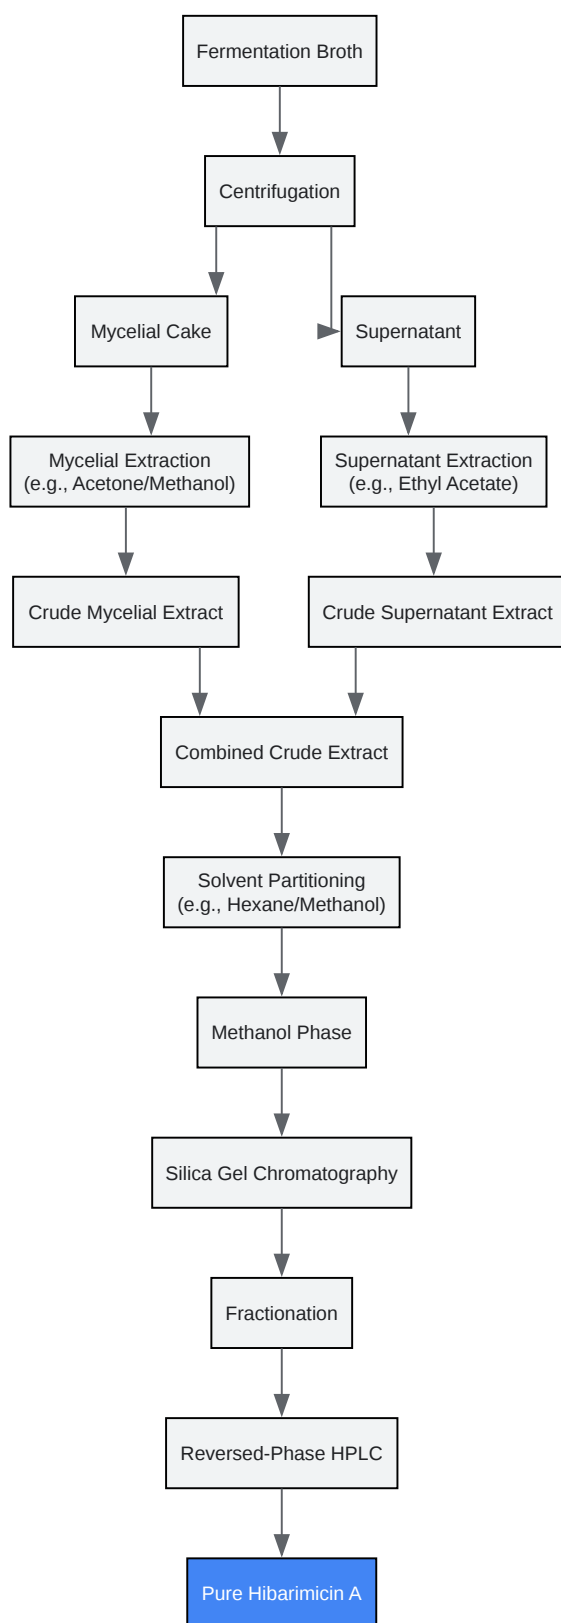 Fermentation Broth
Centrifugation
Mycelial Cake
Supernatant
Mycelial Extraction
(e.g., Acetone/Methanol)
Supernatant Extraction
(e.g., Ethyl Acetate)
Crude Mycelial Extract
Crude Supernatant Extract
Combined Crude Extract
Solvent Partitioning
(e.g., Hexane/Methanol)
Methanol Phase
Silica Gel Chromatography
Fractionation
Reversed-Phase HPLC
Pure Hibarimicin A